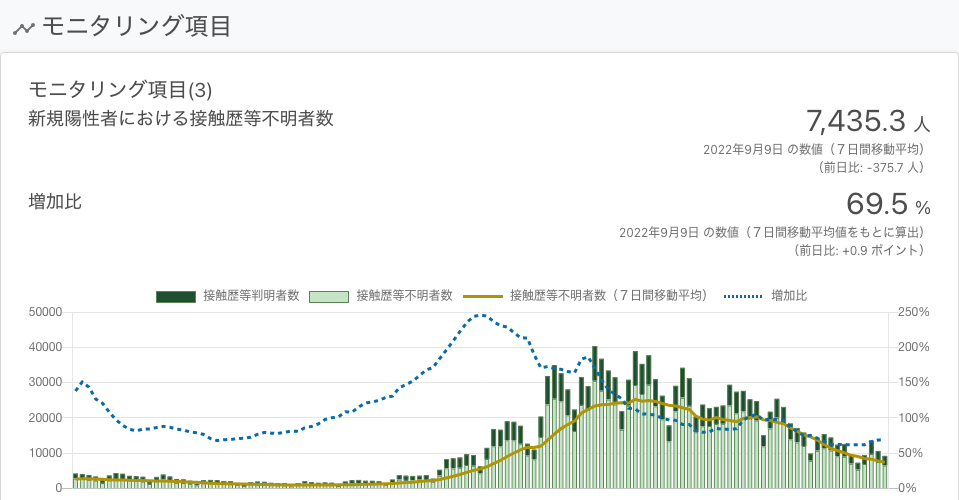 モニタリング項目
モニタリング項目(3)
新規陽性者における接触歴等不明者数
7,435.3 人
2022年9月9日 の数値（７日間移動平均）
（前日比: -375.7 人）
増加比
69.5 %
2022年9月9日 の数値（７日間移動平均値をもとに算出）
（前日比: +0.9 ポイント）
接触歴等判明者数 接触歴等不明者数 接触歴等不明者数（７日間移動平均） 増加比
50000 250%
40000 200%
30000 150%
20000 100%
10000 50%
0 0%